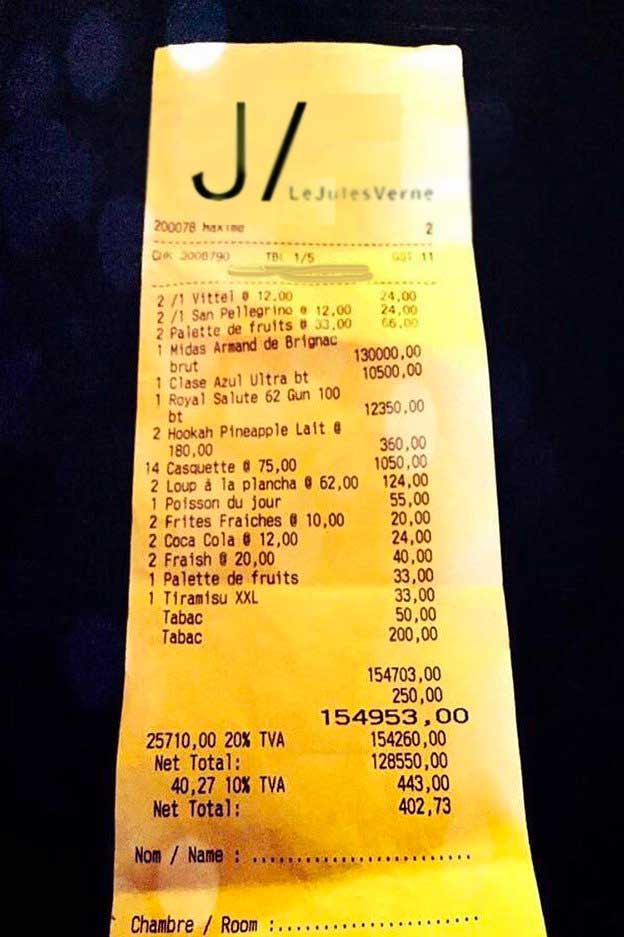 J/
LeJulesVerne
200078 Maxime 2
CHK 3008790 TBL 1/5 GST 11
2 /1 Vittel @ 12.00 24,00
2 /1 San Pellegrino @ 12,00 24,00
2 Palette de fruits @ 33,00 66,00
1 Midas Armand de Brignac
brut 130000,00
1 Clase Azul Ultra bt 10500,00
1 Royal Salute 62 Gun 100
bt 12350,00
2 Hookah Pineapple Lait @
180,00 360,00
14 Casquette @ 75,00 1050,00
2 Loup á la plancha @ 62,00 124,00
1 Poisson du jour 55,00
2 Frites Fraiches @ 10,00 20,00
2 Coca Cola @ 12,00 24,00
2 Fraish @ 20,00 40,00
1 Palette de fruits 33,00
1 Tiramisu XXL 33,00
Tabac 50,00
Tabac 200,00
154703,00
250,00
154953,00
25710,00 20% TVA 154260,00
Net Total: 128550,00
40,27 10% TVA 443,00
Net Total: 402,73
Nom / Name :
Chambre / Room :